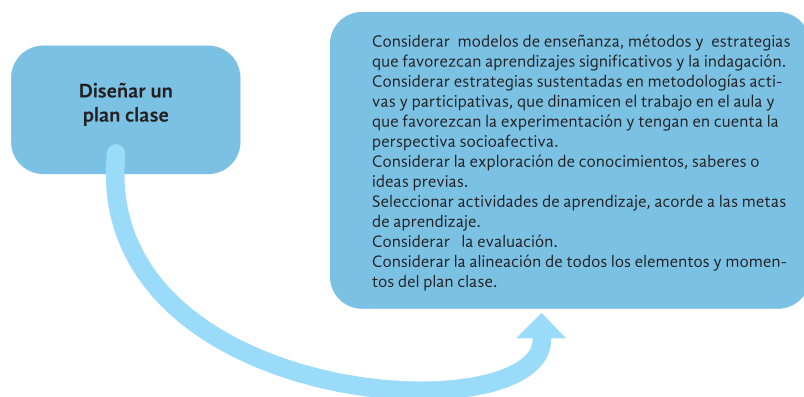 Diseñar un
plan clase
Considerar modelos de enseñanza, métodos y estrategias
que favorezcan aprendizajes significativos y la indagación.
Considerar estrategias sustentadas en metodologías acti-
vas y participativas, que dinamicen el trabajo en el aula y
que favorezcan la experimentación y tengan en cuenta la
perspectiva socioafectiva.
Considerar la exploración de conocimientos, saberes o
ideas previas.
Seleccionar actividades de aprendizaje, acorde a las metas
de aprendizaje.
Considerar la evaluación.
Considerar la alineación de todos los elementos y momen-
tos del plan clase.